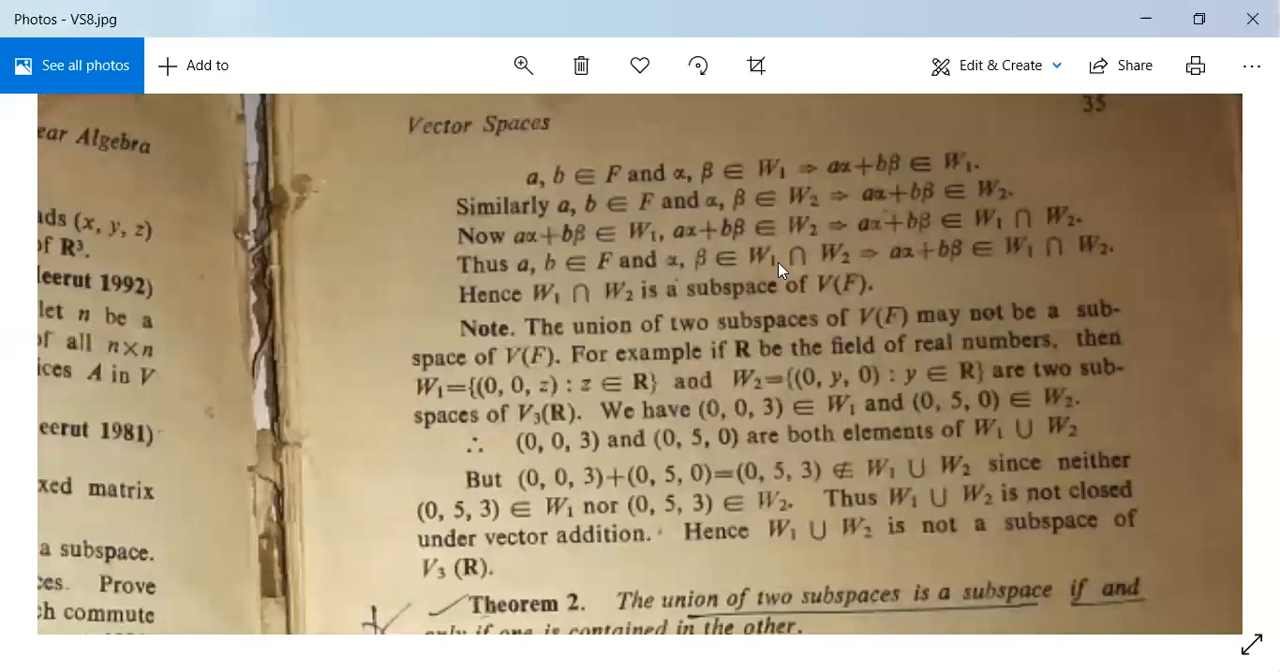 Photos - VS8.jpg
See all photos
Add to
Edit & Create
Share
ear Algebra
ads (x, y, z)
of R³.
leerut 1992)
let n be a
of all n×n
ices A in V
eerut 1981)
xed matrix
a subspace.
ces. Prove
ch commute
Vector Spaces
35
a, b ∈ F and α, β ∈ W₁ ⇒ aα+bβ ∈ W₁.
Similarly a, b ∈ F and α, β ∈ W₂ ⇒ aα+bβ ∈ W₂.
Now aα+bβ ∈ W₁, aα+bβ ∈ W₂ ⇒ aα+bβ ∈ W₁ ∩ W₂.
Thus a, b ∈ F and α, β ∈ W₁ ∩ W₂ ⇒ aα+bβ ∈ W₁ ∩ W₂.
Hence W₁ ∩ W₂ is a subspace of V(F).
Note. The union of two subspaces of V(F) may not be a sub-
space of V(F). For example if R be the field of real numbers, then
W₁={(0, 0, z) : z ∈ R} and W₂={(0, y, 0) : y ∈ R} are two sub-
spaces of V₃(R). We have (0, 0, 3) ∈ W₁ and (0, 5, 0) ∈ W₂.
∴ (0, 0, 3) and (0, 5, 0) are both elements of W₁ ∪ W₂
But (0, 0, 3)+(0, 5, 0)=(0, 5, 3) ∉ W₁ ∪ W₂ since neither
(0, 5, 3) ∈ W₁ nor (0, 5, 3) ∈ W₂. Thus W₁ ∪ W₂ is not closed
under vector addition. Hence W₁ ∪ W₂ is not a subspace of
V₃ (R).
Theorem 2. The union of two subspaces is a subspace if and
only if one is contained in the other.